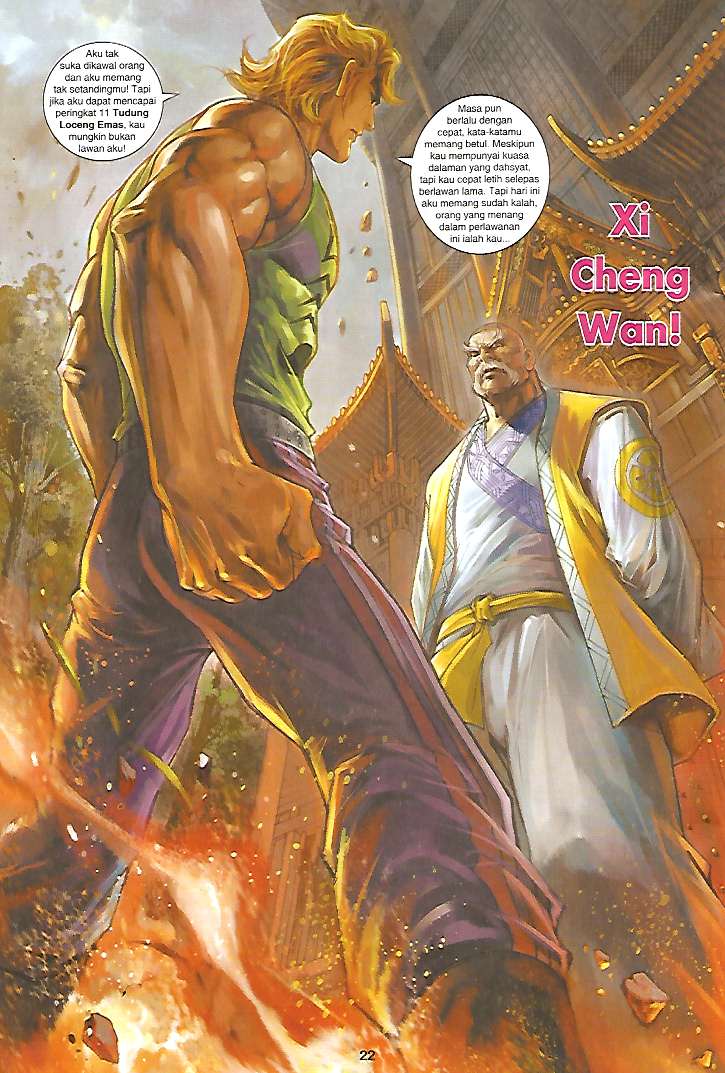 Aku tak
suka dikawal orang
dan aku memang
tak setandingmu! Tapi
jika aku dapat mencapai
peringkat 11 Tudung
Loceng Emas, kau
mungkin bukan
lawan aku!
Masa pun
berlalu dengan
cepat, kata-katamu
memang betul. Meskipun
kau mempunyai kuasa
dalaman yang dahsyat,
tapi kau cepat letih selepas
berlawan lama. Tapi hari ini
aku memang sudah kalah,
orang yang menang
dalam perlawanan
ini ialah kau...
Xi
Cheng
Wan!
22